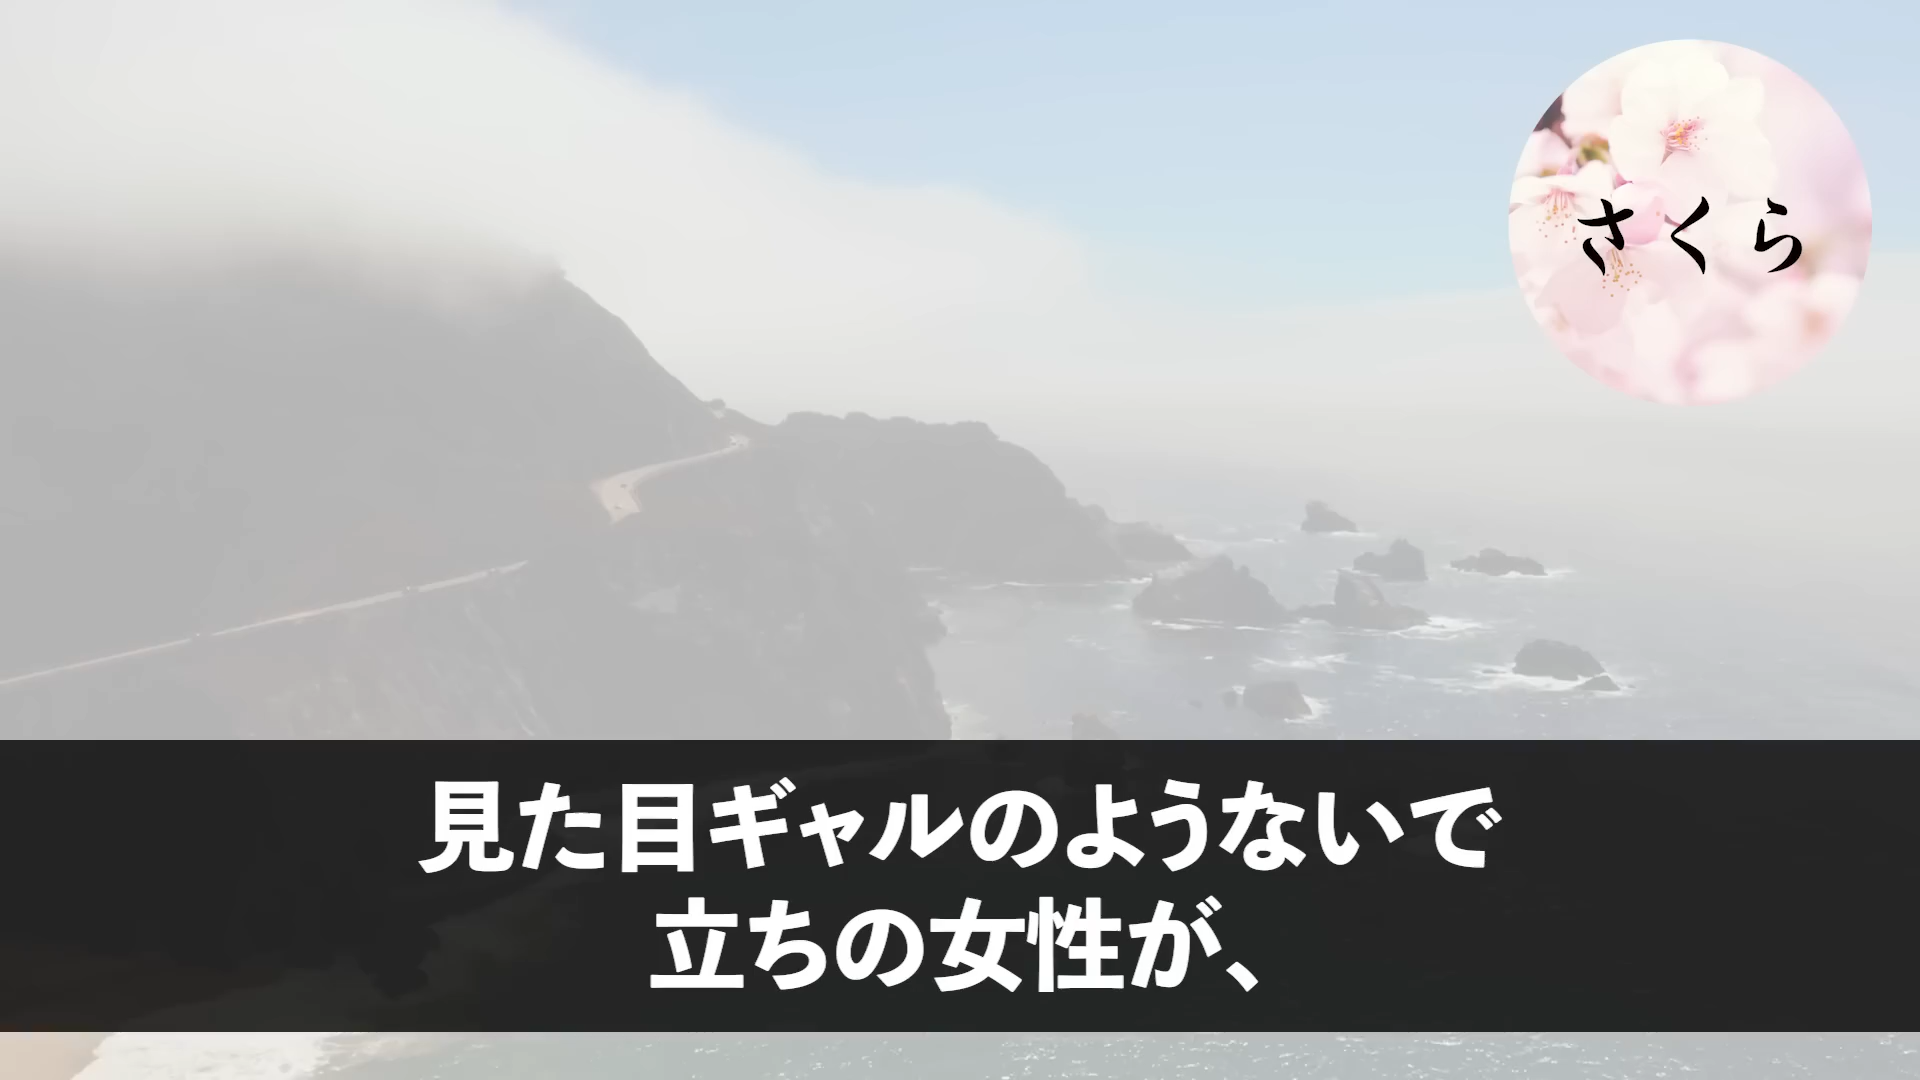 さくら
見た目ギャルのようないで
立ちの女性が、